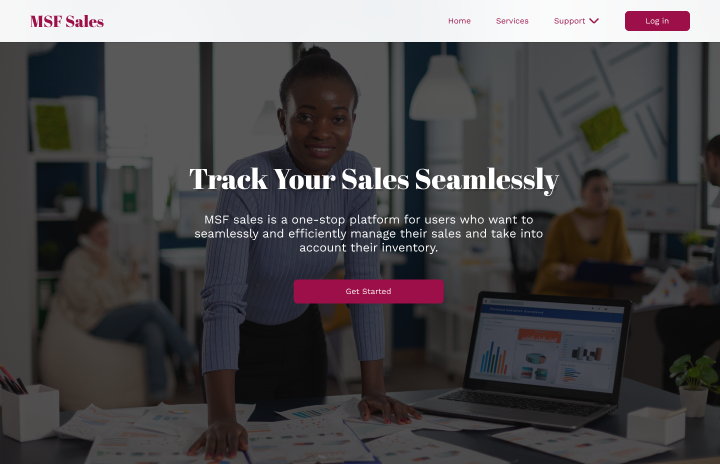 MSF Sales
Home
Services
Support
Log in
Track Your Sales Seamlessly
MSF sales is a one-stop platform for users who want to
seamlessly and efficiently manage their sales and take into
account their inventory.
Get Started